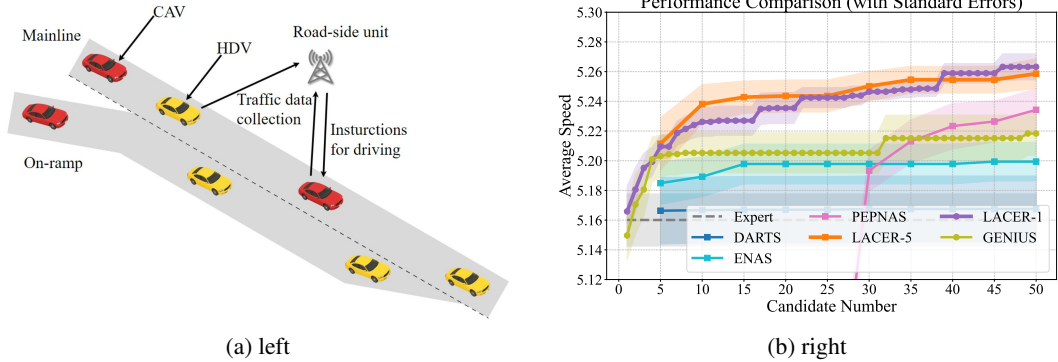 CAV
Mainline
HDV
Road-side unit
Traffic data
collection
Insturctions
for driving
On-ramp
(a) left
Performance Comparison (with Standard Errors)
Average Speed
5.30
5.28
5.26
5.24
5.22
5.20
5.18
5.16
5.14
5.12
0 5 10 15 20 25 30 35 40 45 50
Candidate Number
Expert
DARTS
ENAS
PEPNAS
LACER-5
LACER-1
GENIUS
(b) right